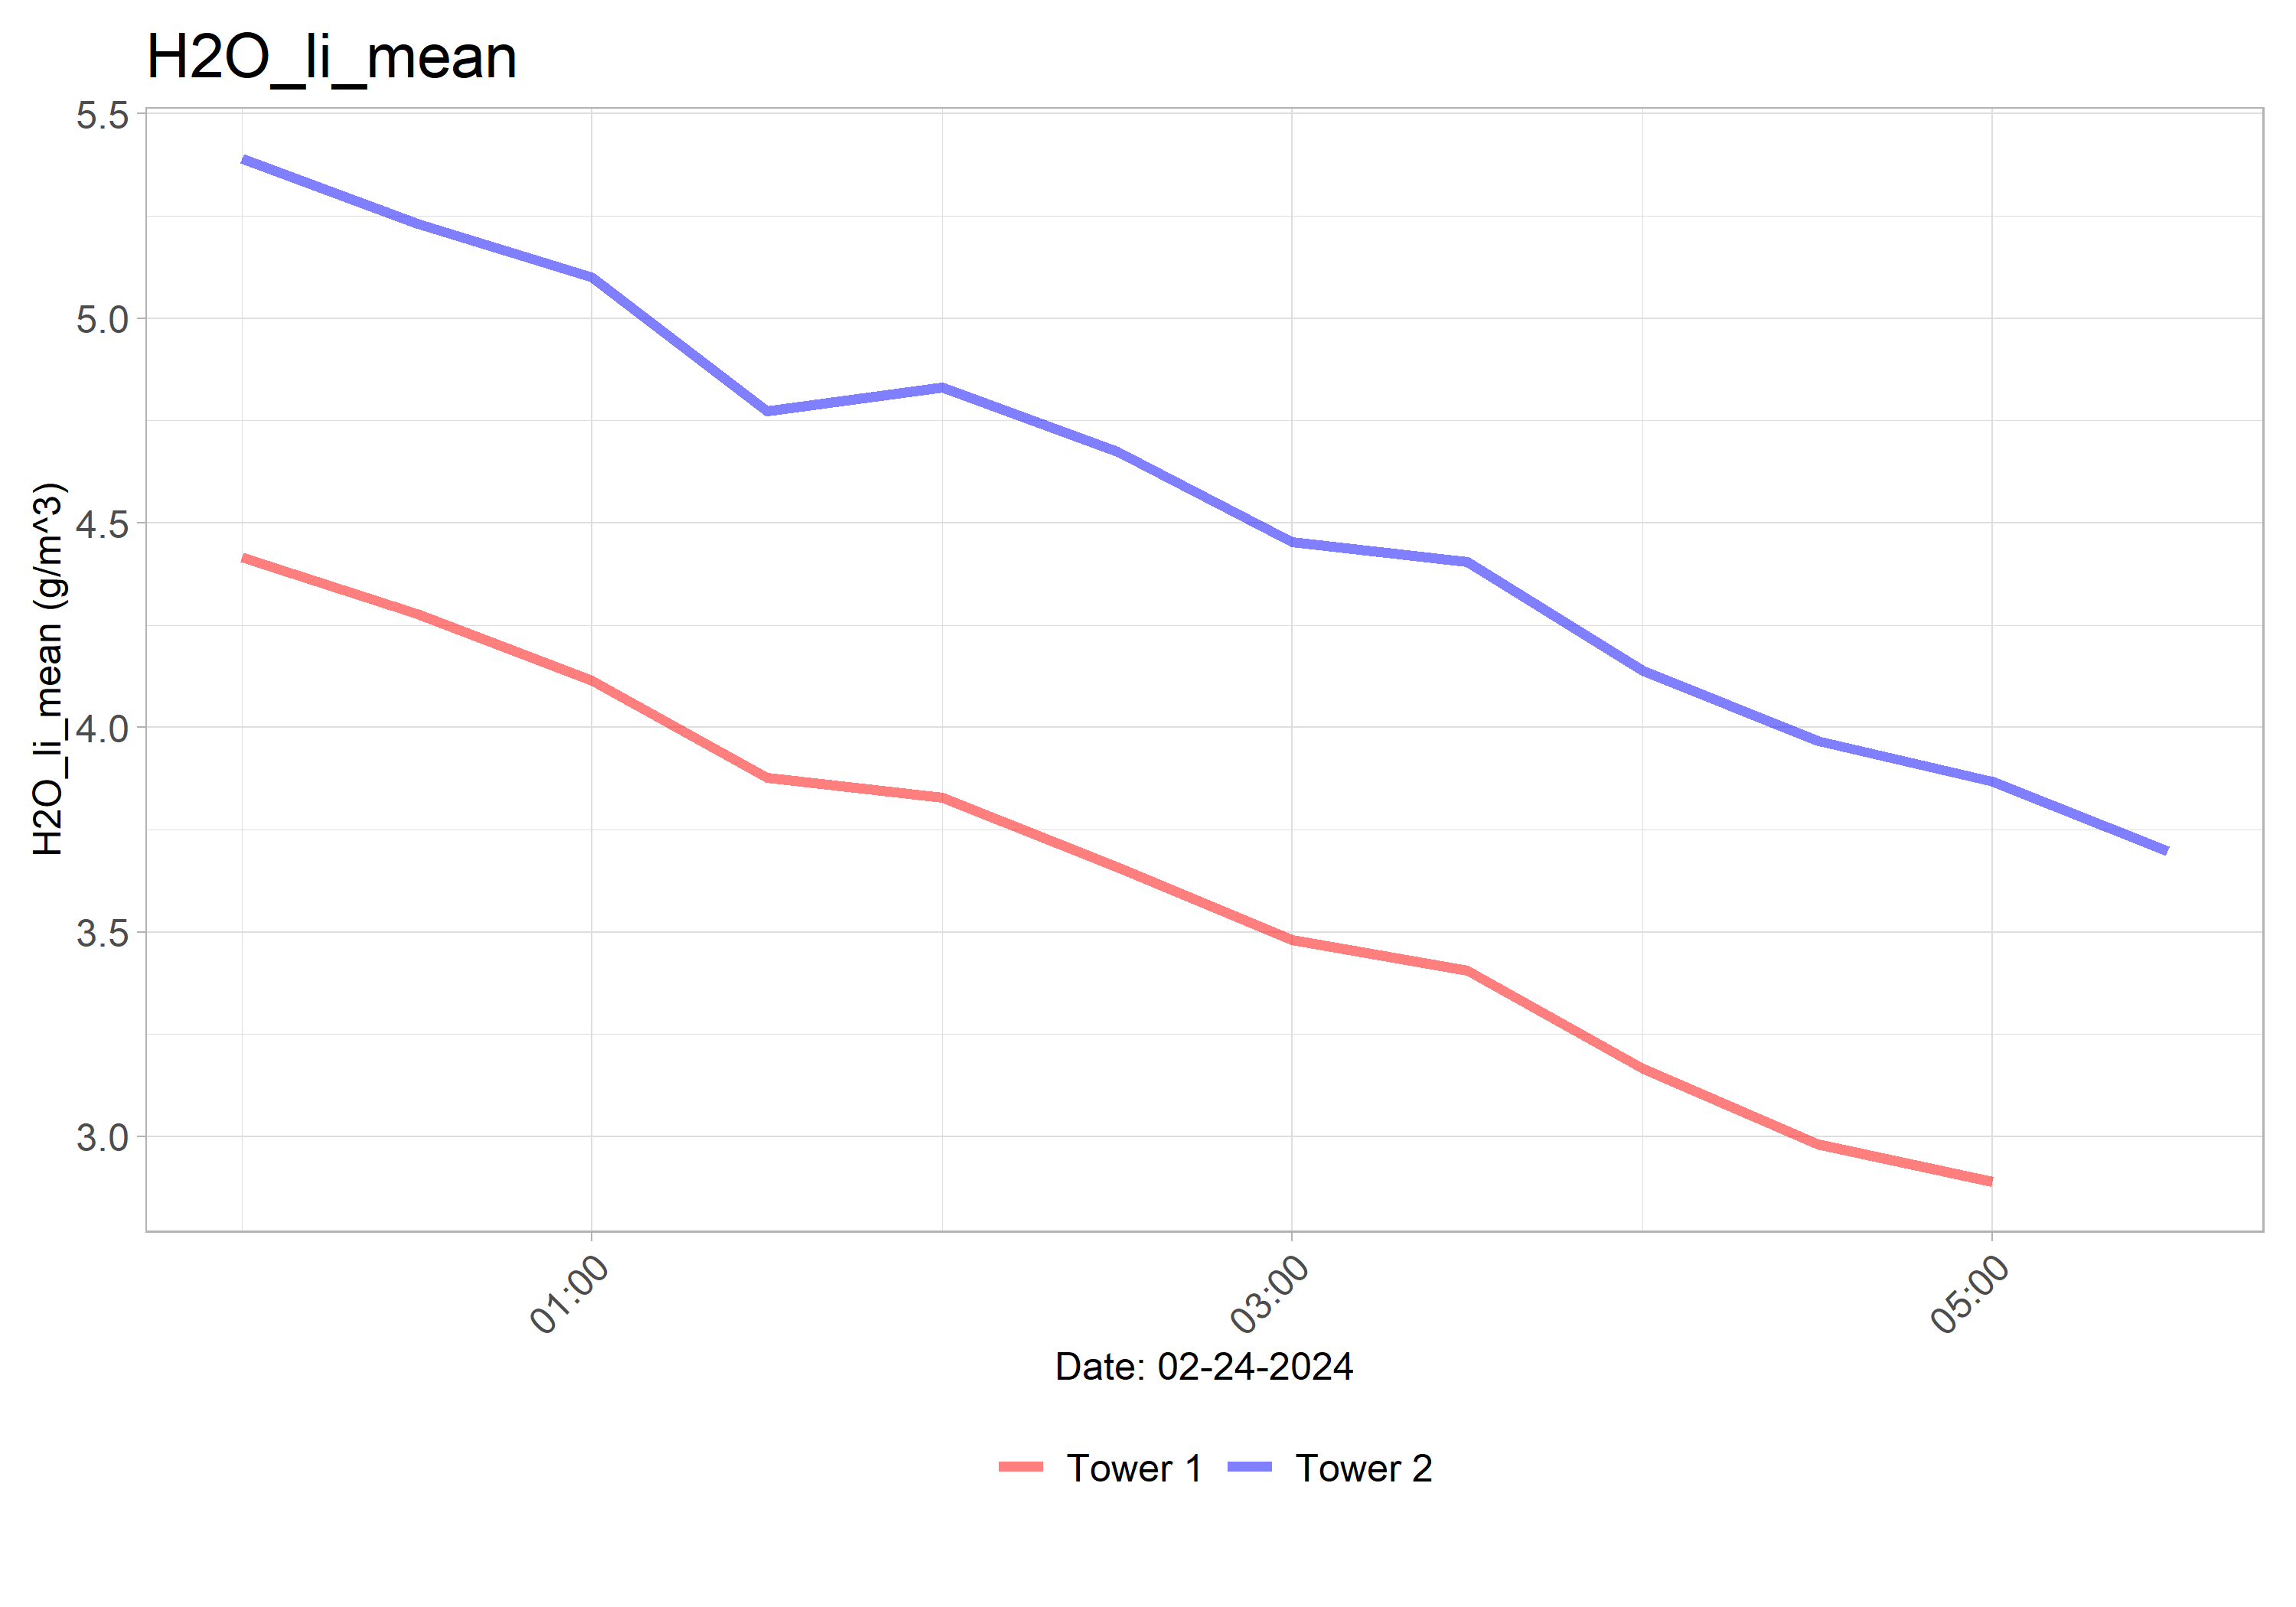 H2O_li_mean
5.5
5.0
4.5
4.0
3.5
3.0
H2O_li_mean (g/m^3)
01:00
03:00
05:00
Date: 02-24-2024
Tower 1
Tower 2